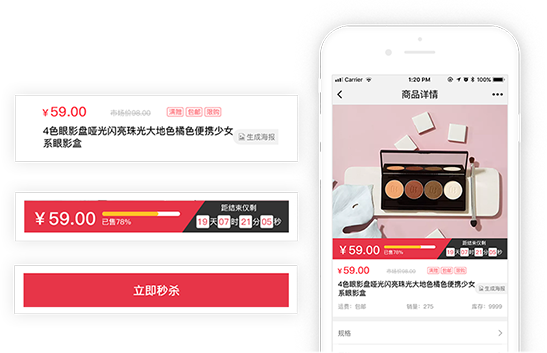 ¥59.00 市场价98.00 满赠 包邮 限购
4色眼影盘哑光闪亮珠光大地色橘色便携少女
系眼影盒
生成海报
¥59.00
已售78%
距结束仅剩
19天07时21分05秒
立即秒杀
Carrier 1:20 PM 100%
商品详情
¥59.00
已售78%
距结束仅剩
19天07时21分05秒
¥59.00 市场价98.00 满赠 包邮 限购
4色眼影盘哑光闪亮珠光大地色橘色便携少女
系眼影盒
生成海报
运费：包邮 销量：275 库存：9999
规格